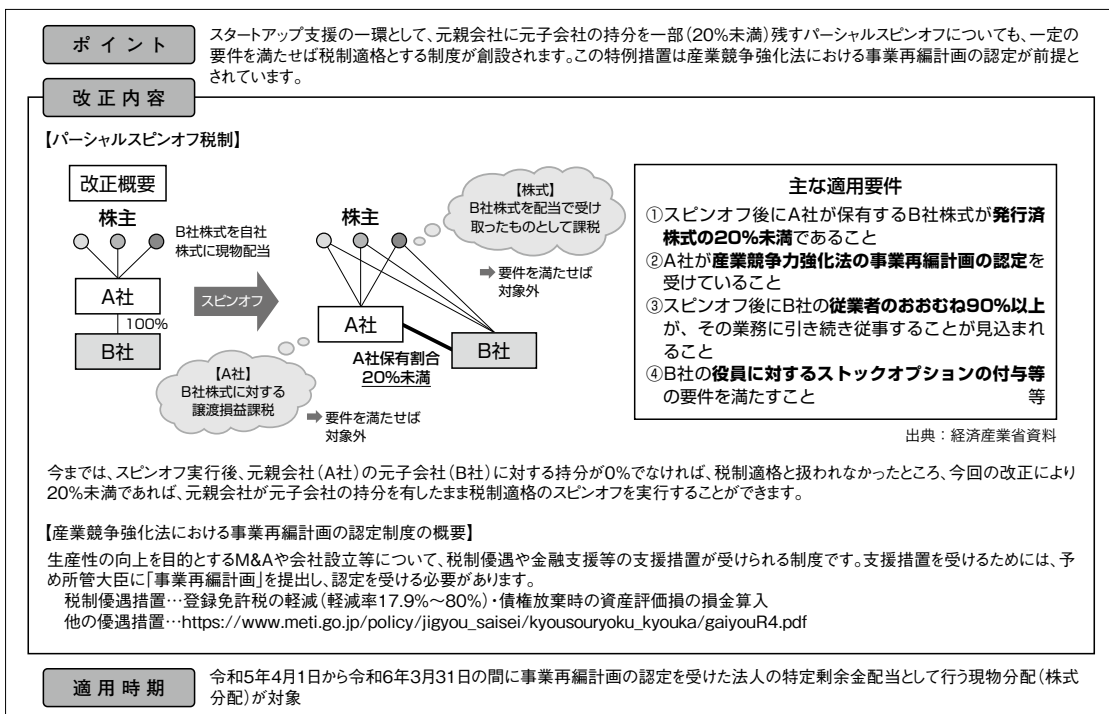 ポイント
スタートアップ支援の一環として、元親会社に元子会社の持分を一部（20%未満）残すパーシャルスピンオフについても、一定の
要件を満たせば税制適格とする制度が創設されます。この特例措置は産業競争強化法における事業再編計画の認定が前提と
されています。
改正内容
【パーシャルスピンオフ税制】
改正概要
株主
B社株式を自社
株式に現物配当
A社
100%
B社
スピンオフ
【A社】
B社株式に対する
譲渡損益課税
➡要件を満たせば
対象外
株主
【株式】
B社株式を配当で受け
取ったものとして課税
➡要件を満たせば
対象外
A社
B社
A社保有割合
20%未満
主な適用要件
①スピンオフ後にA社が保有するB社株式が発行済
株式の20%未満であること
②A社が産業競争力強化法の事業再編計画の認定を
受けていること
③スピンオフ後にB社の従業者のおおむね90%以上
が、その業務に引き続き従事することが見込まれ
ること
④B社の役員に対するストックオプションの付与等
の要件を満たすこと 等
出典：経済産業省資料
今までは、スピンオフ実行後、元親会社（A社）の元子会社（B社）に対する持分が0%でなければ、税制適格と扱われなかったところ、今回の改正により
20%未満であれば、元親会社が元子会社の持分を有したまま税制適格のスピンオフを実行することができます。
【産業競争強化法における事業再編計画の認定制度の概要】
生産性の向上を目的とするM&Aや会社設立等について、税制優遇や金融支援等の支援措置が受けられる制度です。支援措置を受けるためには、予
め所管大臣に「事業再編計画」を提出し、認定を受ける必要があります。
税制優遇措置…登録免許税の軽減（軽減率17.9%～80%）・債権放棄時の資産評価損の損金算入
他の優遇措置…https://www.meti.go.jp/policy/jigyou_saisei/kyousouryoku_kyouka/gaiyouR4.pdf
適用時期
令和5年4月1日から令和6年3月31日の間に事業再編計画の認定を受けた法人の特定剰余金配当として行う現物分配（株式
分配）が対象